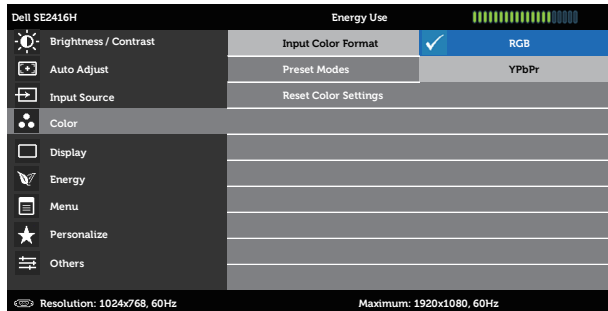 Dell SE2416H Energy Use
Brightness / Contrast Input Color Format RGB
Auto Adjust Preset Modes YPbPr
Input Source Reset Color Settings
Color
Display
Energy
Menu
Personalize
Others
Resolution: 1024x768, 60Hz Maximum: 1920x1080, 60Hz